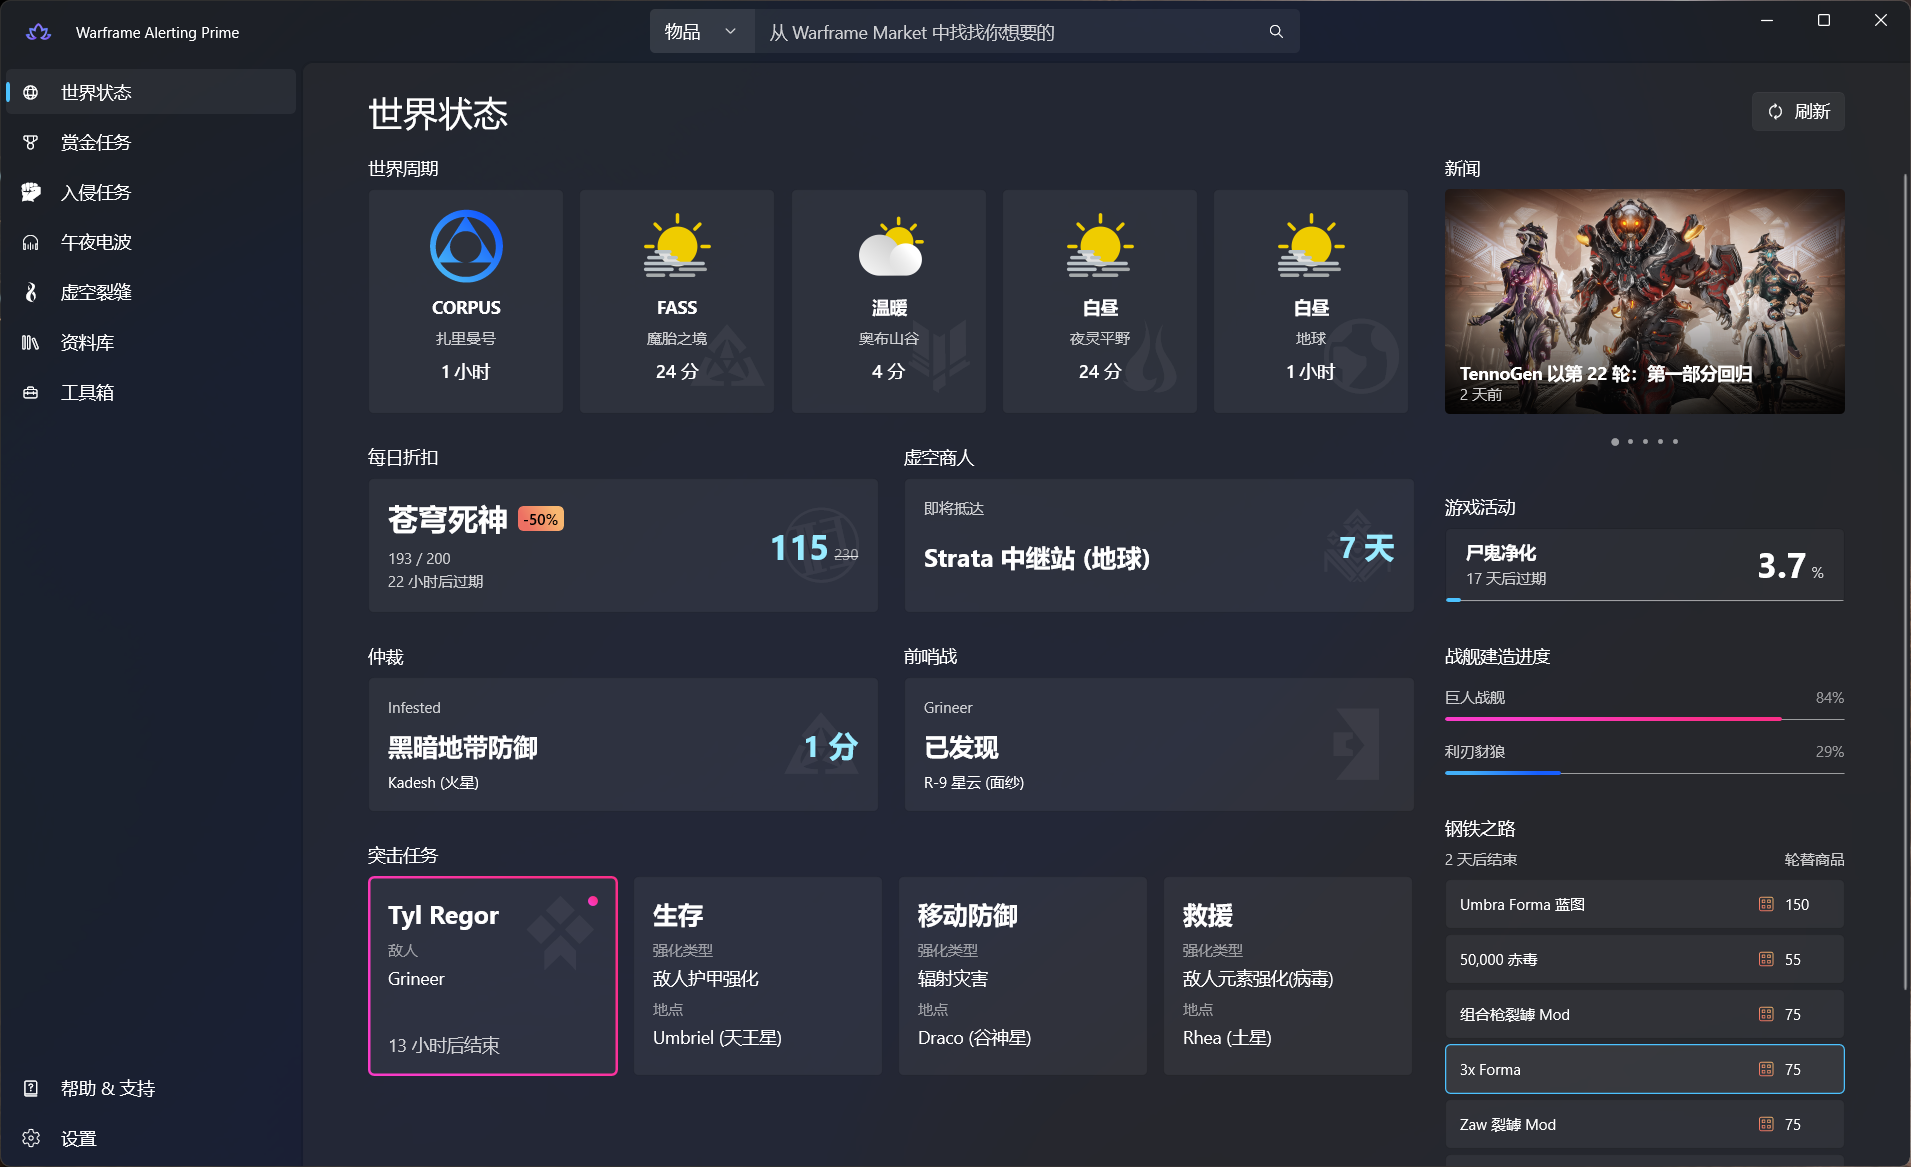 Warframe Alerting Prime
物品
从 Warframe Market 中找找你想要的
世界状态
赏金任务
入侵任务
午夜电波
虚空裂缝
资料库
工具箱
帮助 & 支持
设置
世界状态
刷新
世界周期
CORPUS
扎里曼号
1 小时
FASS
魔胎之境
24 分
温暖
奥布山谷
4 分
白昼
夜灵平野
24 分
白昼
地球
1 小时
新闻
TennoGen 以第 22 轮：第一部分回归
2 天前
每日折扣
苍穹死神 -50%
193 / 200
22 小时后过期
115 230
虚空商人
即将抵达
Strata 中继站 (地球)
7 天
游戏活动
尸鬼净化
17 天后过期
3.7 %
仲裁
Infested
黑暗地带防御
Kadesh (火星)
1 分
前哨战
Grineer
已发现
R-9 星云 (面纱)
战舰建造进度
巨人战舰 84%
利刃豺狼 29%
突击任务
Tyl Regor
敌人
Grineer
13 小时后结束
生存
强化类型
敌人护甲强化
地点
Umbriel (天王星)
移动防御
强化类型
辐射灾害
地点
Draco (谷神星)
救援
强化类型
敌人元素强化(病毒)
地点
Rhea (土星)
钢铁之路
2 天后结束 轮替商品
Umbra Forma 蓝图 150
50,000 赤毒 55
组合枪裂罅 Mod 75
3x Forma 75
Zaw 裂罅 Mod 75